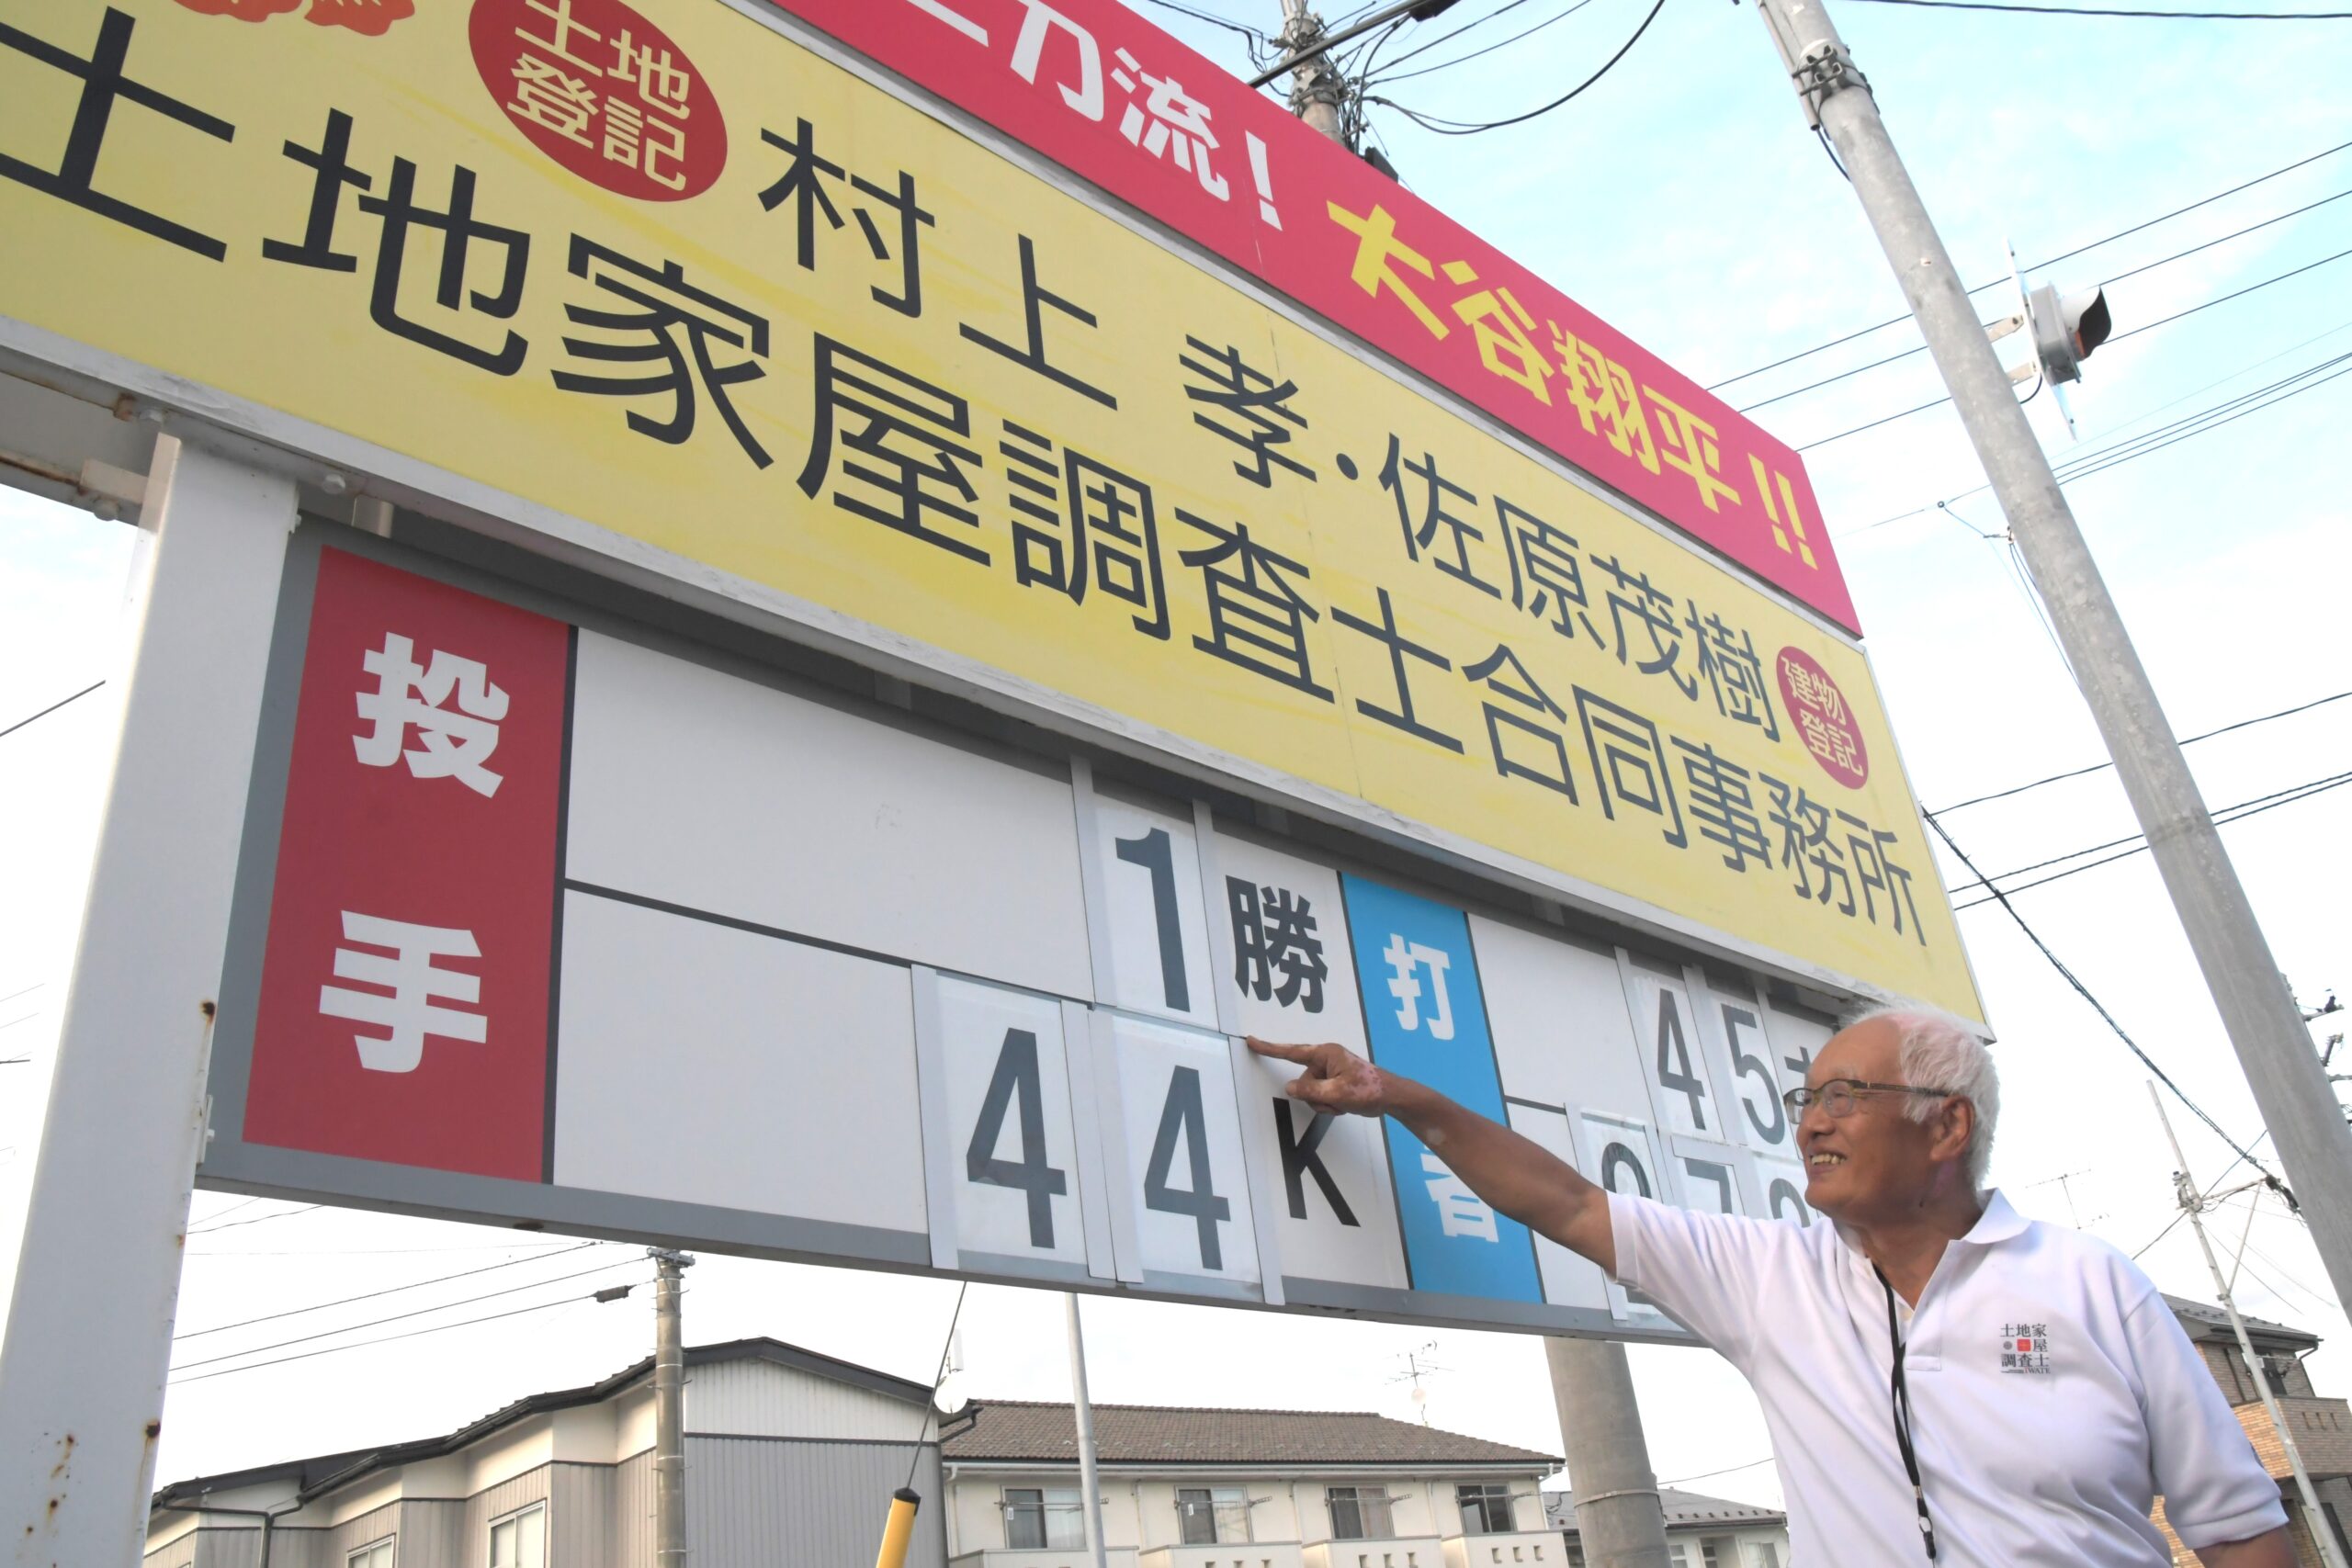 二刀流！ 大谷翔平!!
土地
登記
村上 孝・佐原茂樹
建物
登記
土地家屋調査士合同事務所
投手
1勝
44K
打者
45
27
土地家
屋
調査士
IWATE